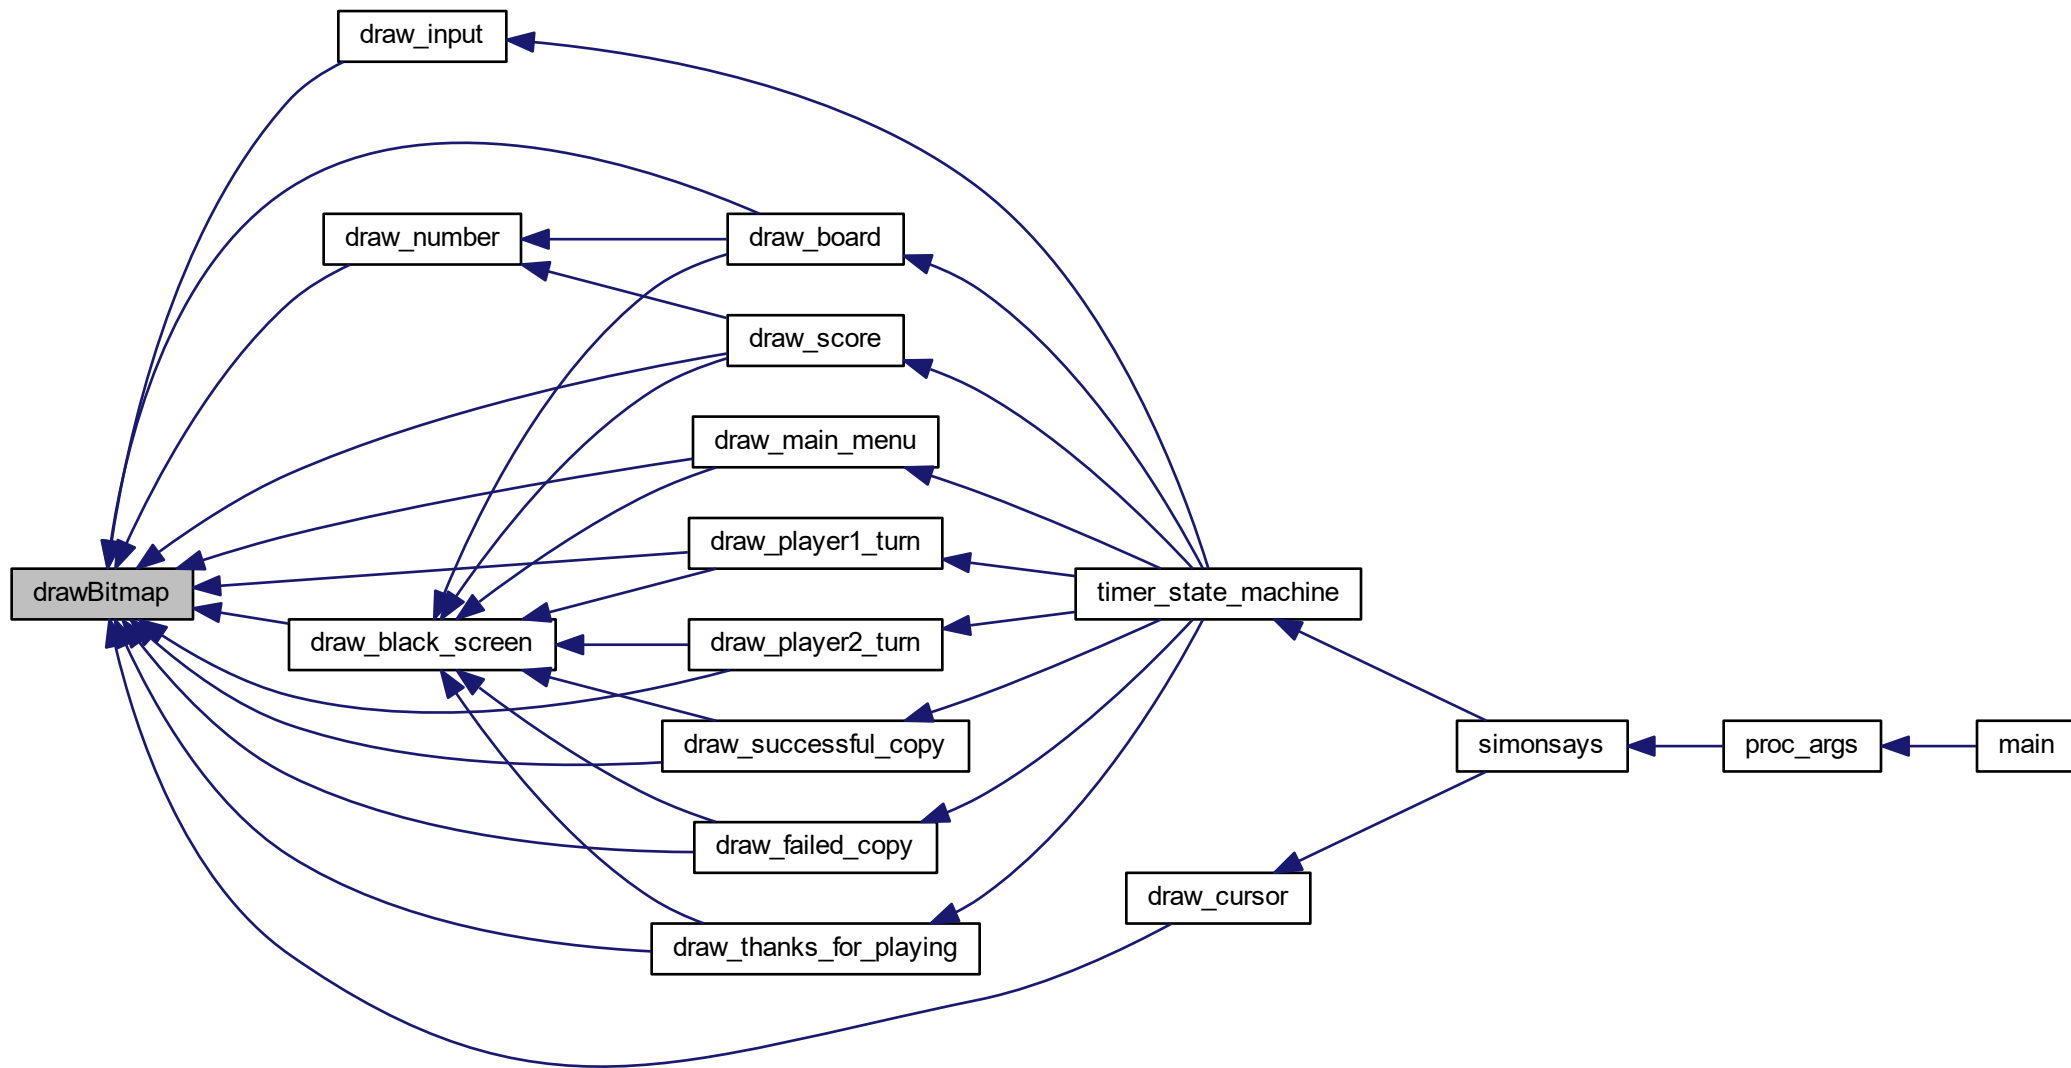 draw_input
draw_number
draw_board
draw_score
draw_main_menu
draw_player1_turn
drawBitmap
timer_state_machine
draw_black_screen
draw_player2_turn
draw_successful_copy
simonsays
proc_args
main
draw_failed_copy
draw_cursor
draw_thanks_for_playing